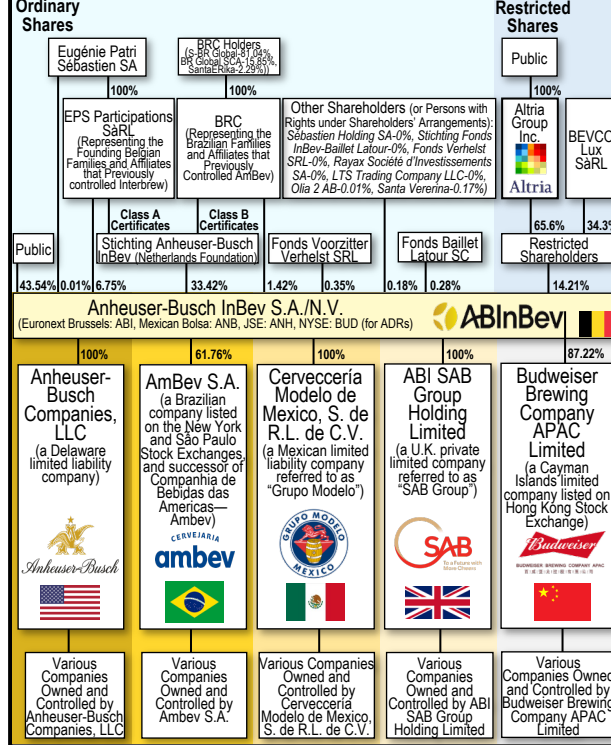 Ordinary
Shares
Restricted
Shares
Eugénie Patri
Sébastien SA
BRC Holders
(S-BR Global-81.04%,
BR Global SCA-15.85%,
SantaERika-2.29%))
Public
100%
100%
100%
EPS Participations
SàRL
(Representing the
Founding Belgian
Families and Affiliates
that Previously
controlled Interbrew)
BRC
(Representing the
Brazilian Families
and Affiliates that
Previously
Controlled AmBev)
Other Shareholders (or Persons with
Rights under Shareholders' Arrangements):
Sébastien Holding SA-0%, Stichting Fonds
InBev-Baillet Latour-0%, Fonds Verhelst
SRL-0%, Rayax Société d'Investissements
SA-0%, LTS Trading Company LLC-0%,
Olia 2 AB-0.01%, Santa Verenna-0.17%)
Altria
Group
Inc.
Altria
BEVCO
Lux
SàRL
Class A
Certificates
Class B
Certificates
65.6%
34.3%
Public
Stichting Anheuser-Busch
InBev (Netherlands Foundation)
Fonds Voorzitter
Verhelst SRL
Fonds Baillet
Latour SC
Restricted
Shareholders
43.54%
0.01%
6.75%
33.42%
1.42%
0.35%
0.18%
0.28%
14.21%
Anheuser-Busch InBev S.A./N.V.
(Euronext Brussels: ABI, Mexican Bolsa: ANB, JSE: ANH, NYSE: BUD (for ADRs)
ABInBev
100%
61.76%
100%
100%
87.22%
Anheuser-
Busch
Companies,
LLC
(a Delaware
limited liability
company)
Anheuser-Busch
AmBev S.A.
(a Brazilian
company listed
on the New York
and São Paulo
Stock Exchanges,
and successor of
Companhia de
Bebidas das
Americas—
Ambev)
CERVEJARIA
ambev
Cerveccería
Modelo de
Mexico, S. de
R.L. de C.V.
(a Mexican limited
liability company
referred to as
"Grupo Modelo")
GRUPO MODELO
MEXICO
ABI SAB
Group
Holding
Limited
(a U.K. private
limited company
referred to as
"SAB Group")
SAB
To a Future with
More Cheers
Budweiser
Brewing
Company
APAC
Limited
(a Cayman
Islands limited
company listed on
Hong Kong Stock
Exchange)
Budweiser
BUDWEISER BREWING COMPANY APAC
Various
Companies
Owned and
Controlled by
Anheuser-Busch
Companies, LLC
Various
Companies
Owned and
Controlled by
Ambev S.A.
Various Companies
Owned and
Controlled by
Cerveccería
Modelo de Mexico,
S. de R.L. de C.V.
Various
Companies
Owned and
Controlled by ABI
SAB Group
Holding Limited
Various
Companies Owned
and Controlled by
Budweiser Brewing
Company APAC
Limited